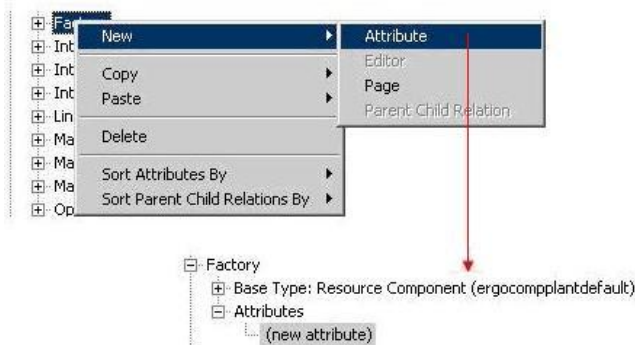 Fac
New
Attribute
Int
Editor
Int
Copy
Page
Int
Paste
Parent Child Relation
Lin
Ma
Delete
Ma
Ma
Sort Attributes By
Op
Sort Parent Child Relations By
Factory
Base Type: Resource Component (ergocompplantdefault)
Attributes
(new attribute)